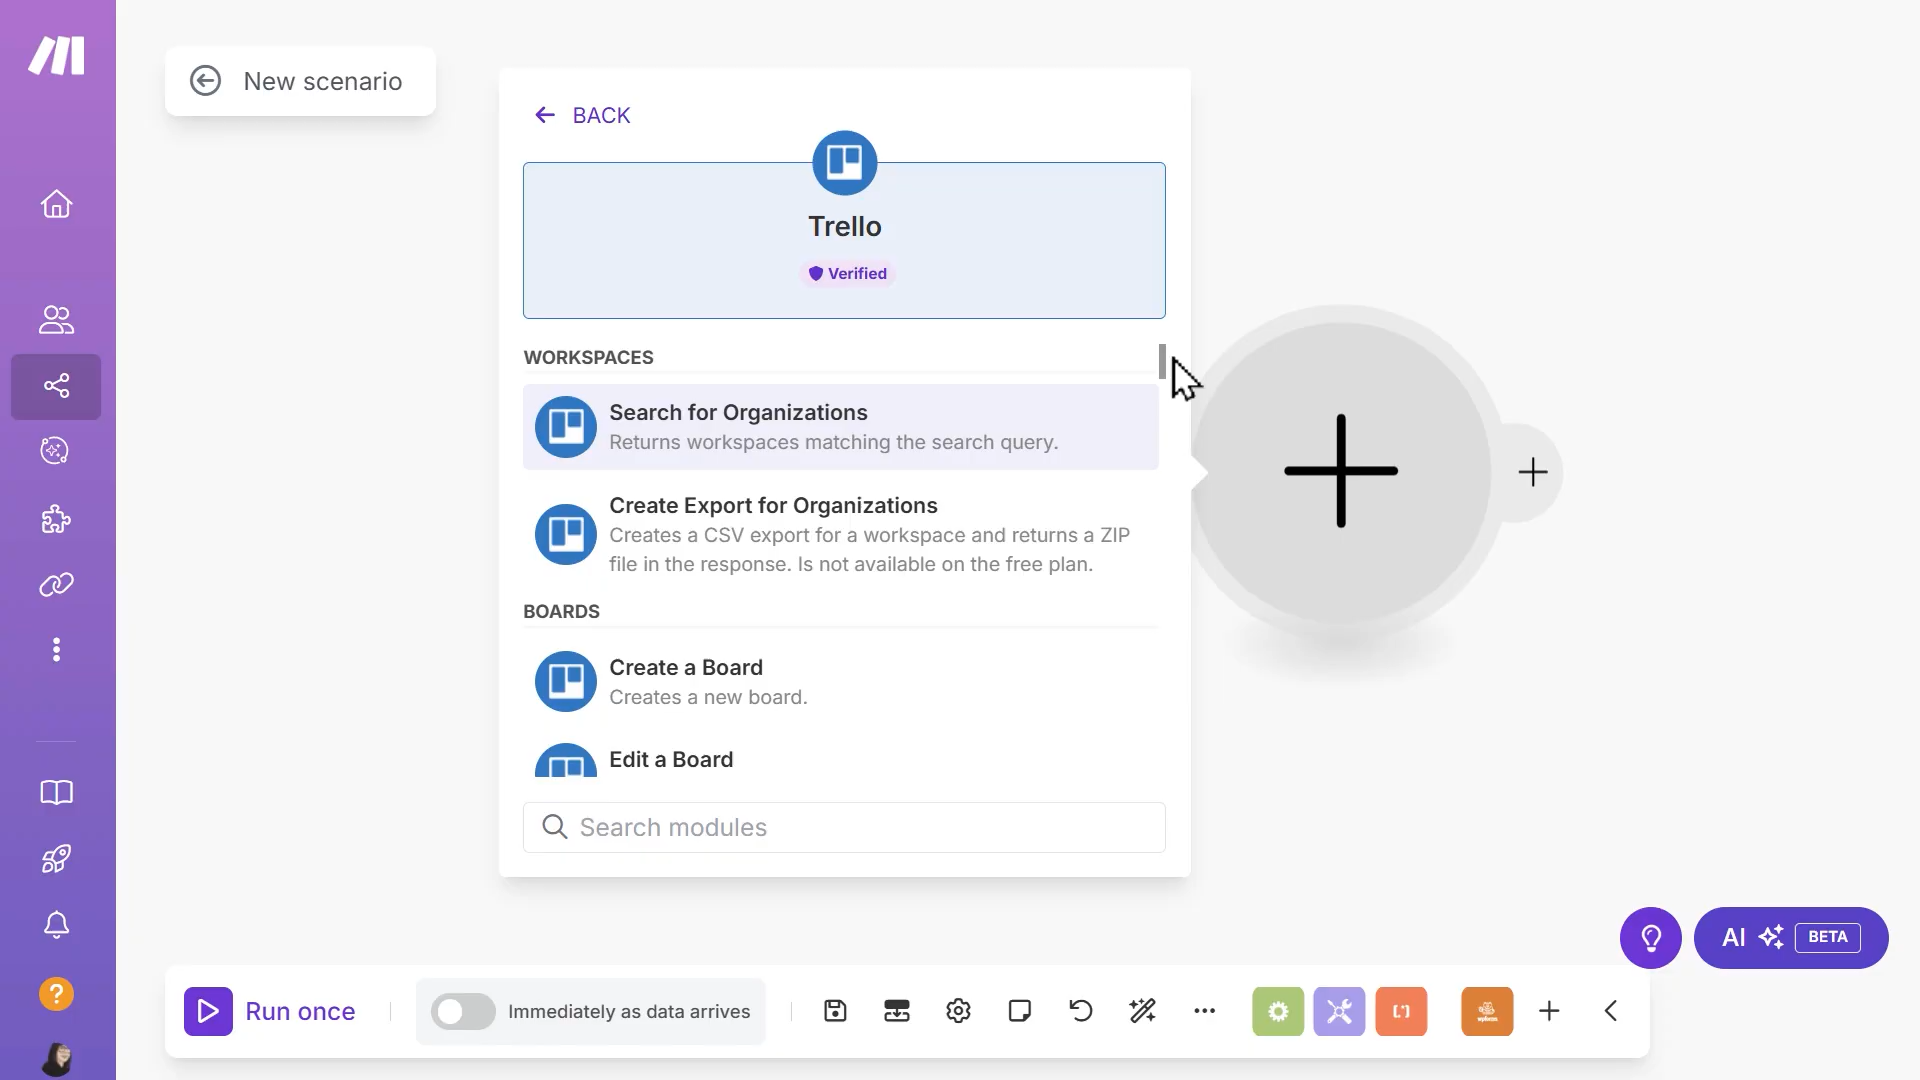 New scenario
BACK
Trello
Verified
WORKSPACES
Search for Organizations
Returns workspaces matching the search query.
Create Export for Organizations
Creates a CSV export for a workspace and returns a ZIP
file in the response. Is not available on the free plan.
BOARDS
Create a Board
Creates a new board.
Edit a Board
Search modules
AI BETA
Run once
Immediately as data arrives